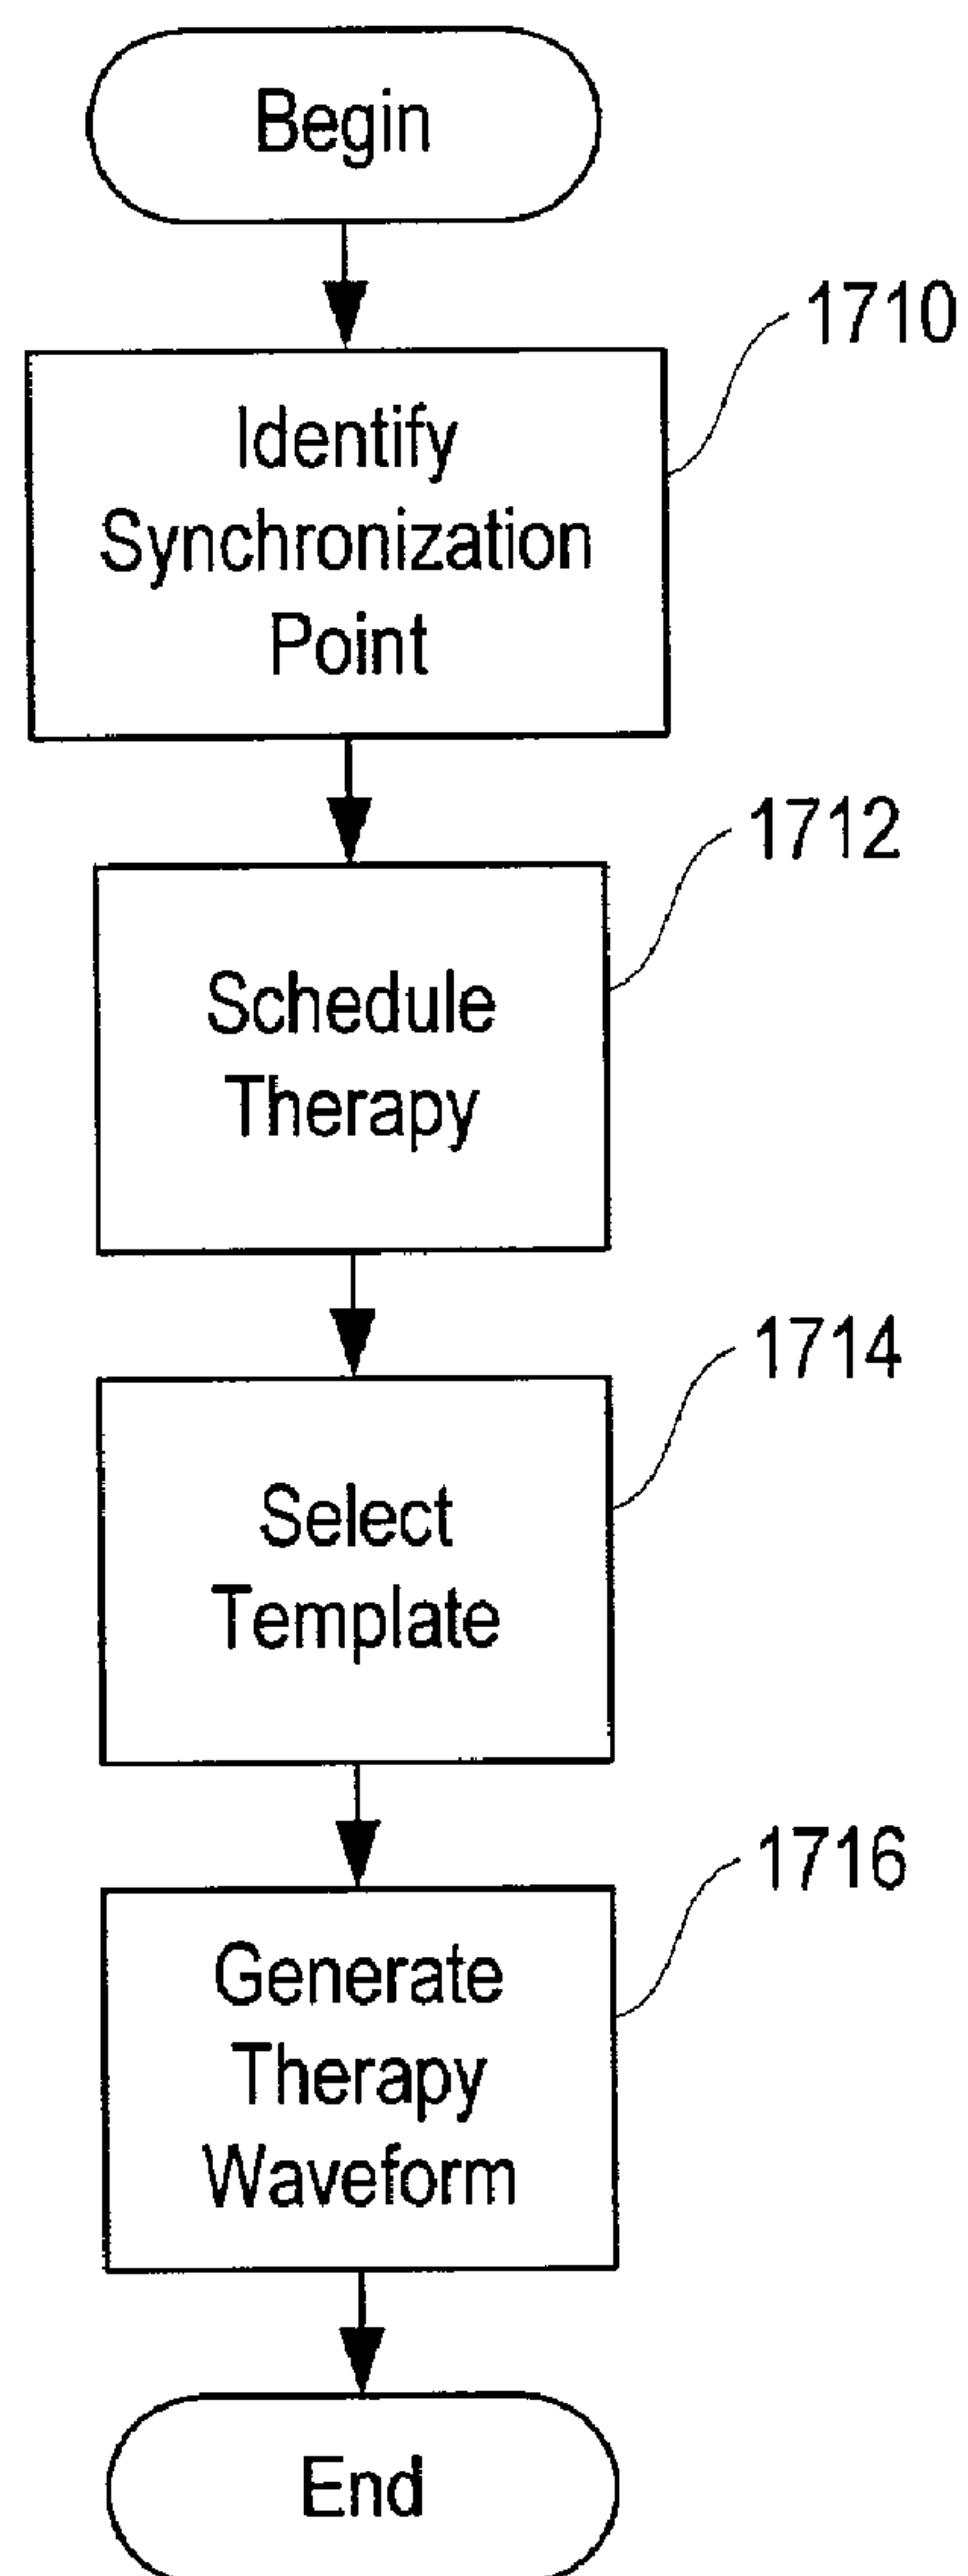 Begin
1710
Identify
Synchronization
Point
1712
Schedule
Therapy
1714
Select
Template
1716
Generate
Therapy
Waveform
End